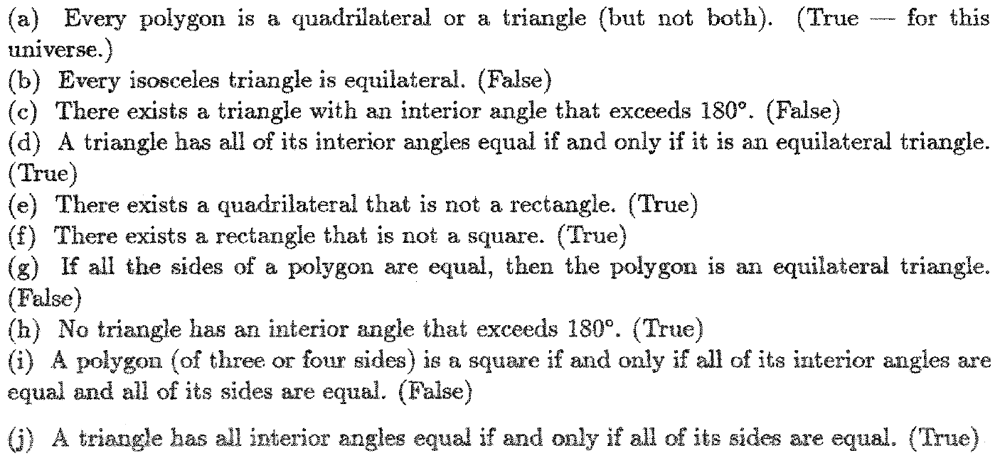 (a) Every polygon is a quadrilateral or a triangle (but not both). (True — for this
universe.)
(b) Every isosceles triangle is equilateral. (False)
(c) There exists a triangle with an interior angle that exceeds 180°. (False)
(d) A triangle has all of its interior angles equal if and only if it is an equilateral triangle.
(True)
(e) There exists a quadrilateral that is not a rectangle. (True)
(f) There exists a rectangle that is not a square. (True)
(g) If all the sides of a polygon are equal, then the polygon is an equilateral triangle.
(False)
(h) No triangle has an interior angle that exceeds 180°. (True)
(i) A polygon (of three or four sides) is a square if and only if all of its interior angles are
equal and all of its sides are equal. (False)
(j) A triangle has all interior angles equal if and only if all of its sides are equal. (True)